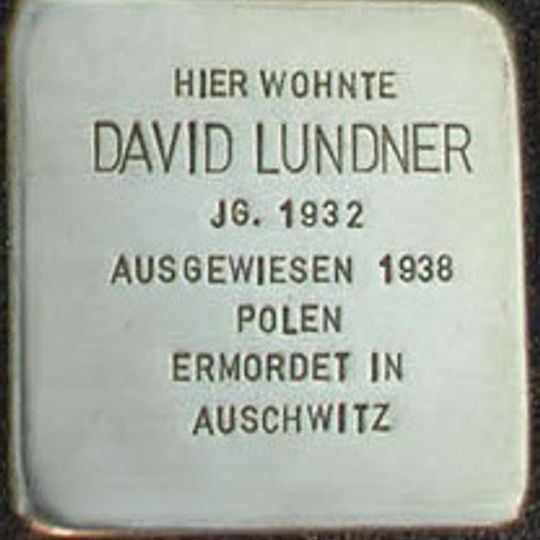 HIER WOHNTE
DAVID LUNDNER
JG. 1932
AUSGEWIESEN 1938
POLEN
ERMORDET IN
AUSCHWITZ